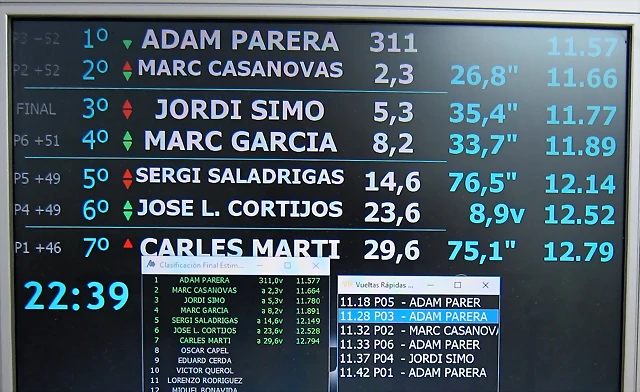 P3 -52 1º ADAM PARERA 311 11.57
P2 +52 2º MARC CASANOVAS 2,3 26,8" 11.66
FINAL 3º JORDI SIMO 5,3 35,4" 11.77
P6 +51 4º MARC GARCIA 8,2 33,7" 11.89
P5 +49 5º SERGI SALADRIGAS 14,6 76,5" 12.14
P4 +49 6º JOSE L. CORTIJOS 23,6 8,9v 12.52
P1 +46 7º CARLES MARTI 29,6 75,1" 12.79
22:39
Clasificación Final Estim...
1 ADAM PARERA 311,0v 11.577
2 MARC CASANOVAS a 2,3v 11.664
3 JORDI SIMO a 5,3v 11.780
4 MARC GARCIA a 8,2v 11.891
5 SERGI SALADRIGAS a 14,6v 12.149
6 JOSE L. CORTIJOS a 23,6v 12.528
7 CARLES MARTI a 29,6v 12.794
8 OSCAR CAPEL
9 EDUARD CERDA
10 VICTOR QUEROL
11 LORENZO RODRIGUEZ
12 MIGUEL BONAVIDA
Vueltas Rápidas ...
11.18 P05 - ADAM PARER
11.28 P03 - ADAM PARERA
11.32 P02 - MARC CASANOVA
11.33 P06 - ADAM PARER
11.37 P04 - JORDI SIMO
11.42 P01 - ADAM PARERA